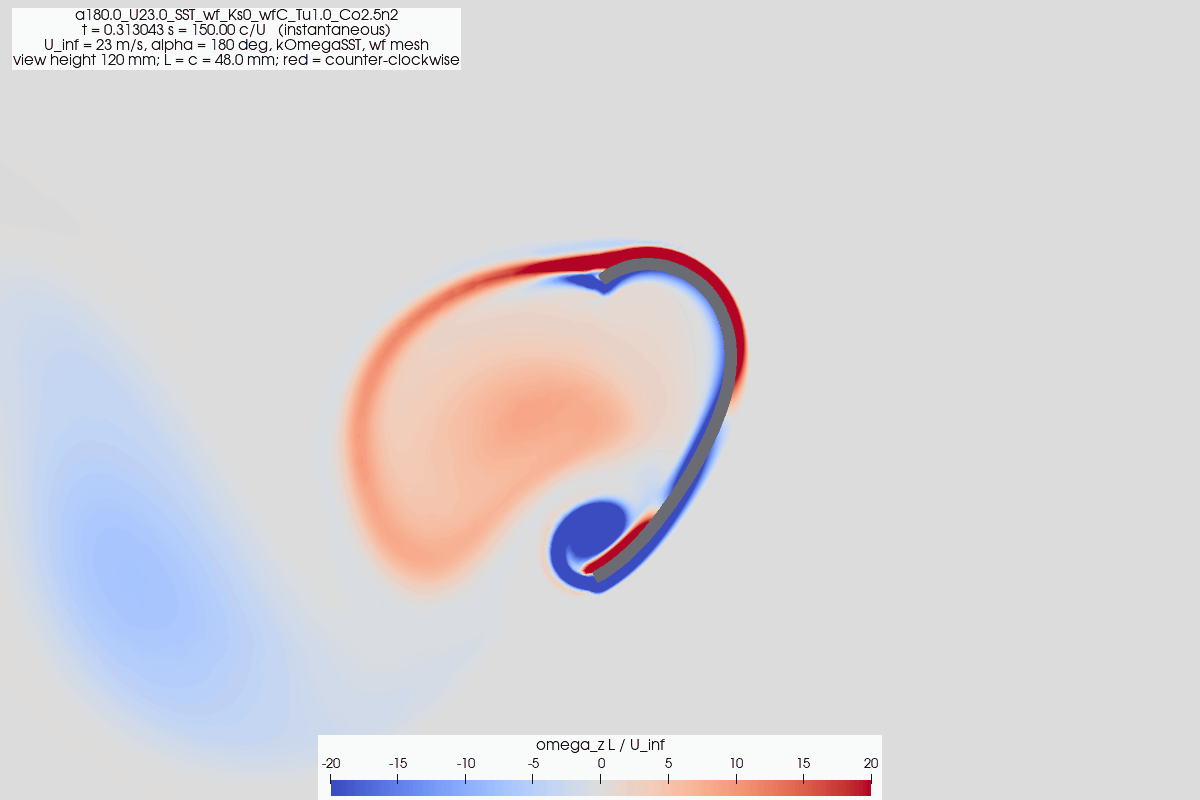 a180.0_U23.0_SST_wf_Ks0_wfC_Tu1.0_Co2.5n2
t = 0.313043 s = 150.00 c/U (instantaneous)
U_inf = 23 m/s, alpha = 180 deg, kOmegaSST, wf mesh
view height 120 mm; L = c = 48.0 mm; red = counter-clockwise
omega_z L / U_inf
-20 -15 -10 -5 0 5 10 15 20